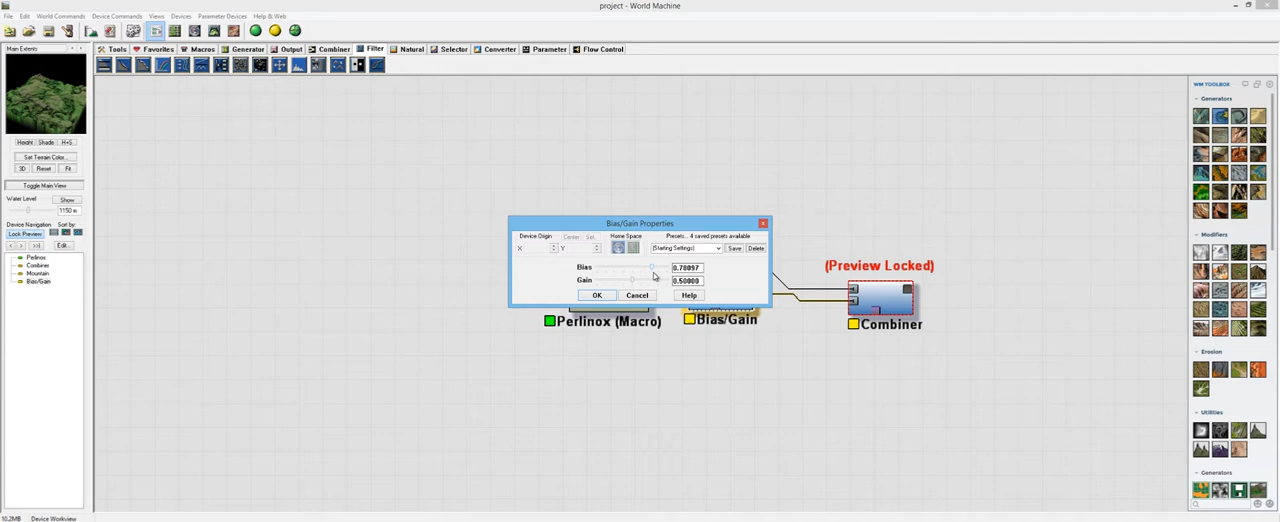 project - World Machine
File Edit World Commands Device Commands Views Devices Parameter Devices Help & Web
Main Extents
Tools Favorites Macros Generator Output Combiner Filter Natural Selector Converter Parameter Flow Control
WM TOOLBOX
Generators
Height Shade H+S
Set Terrain Color...
3D Reset Fit
Toggle Main View
Water Level Show
1150 m
Device Navigation Sort by:
Lock Preview
Edit...
Perlinox
Combiner
Mountain
Bias/Gain
Bias/Gain Properties
Device Origin Center Set.. Home Space Presets... 4 saved presets available
X Y (Starting Settings) Save Delete
Bias 0.78097
Gain 0.50000
OK Cancel Help
(Preview Locked)
Perlinox (Macro) Bias/Gain Combiner
Modifiers
Erosion
Utilities
Generators
10.2MB Device Workview